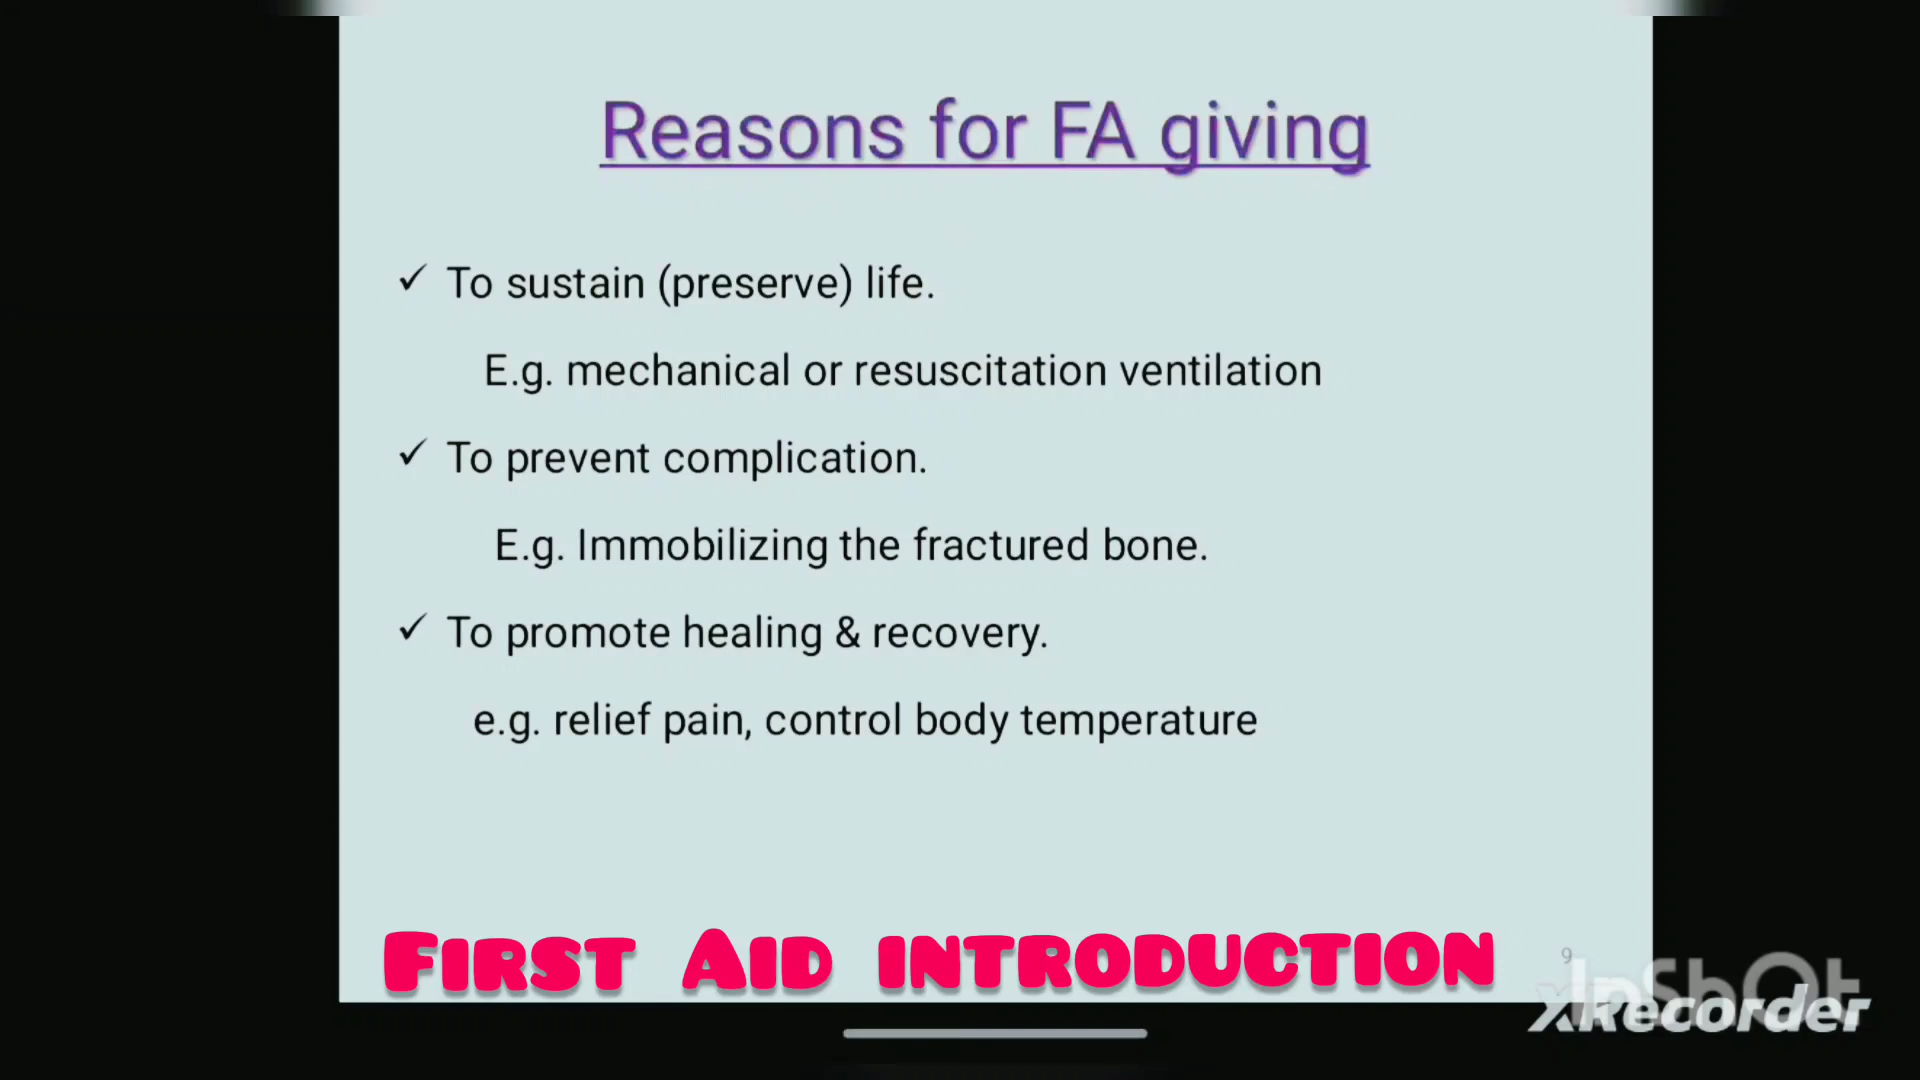 Reasons for FA giving
✓ To sustain (preserve) life.
E.g. mechanical or resuscitation ventilation
✓ To prevent complication.
E.g. Immobilizing the fractured bone.
✓ To promote healing & recovery.
e.g. relief pain, control body temperature
First Aid introduction
9
InShOt
XRecorder